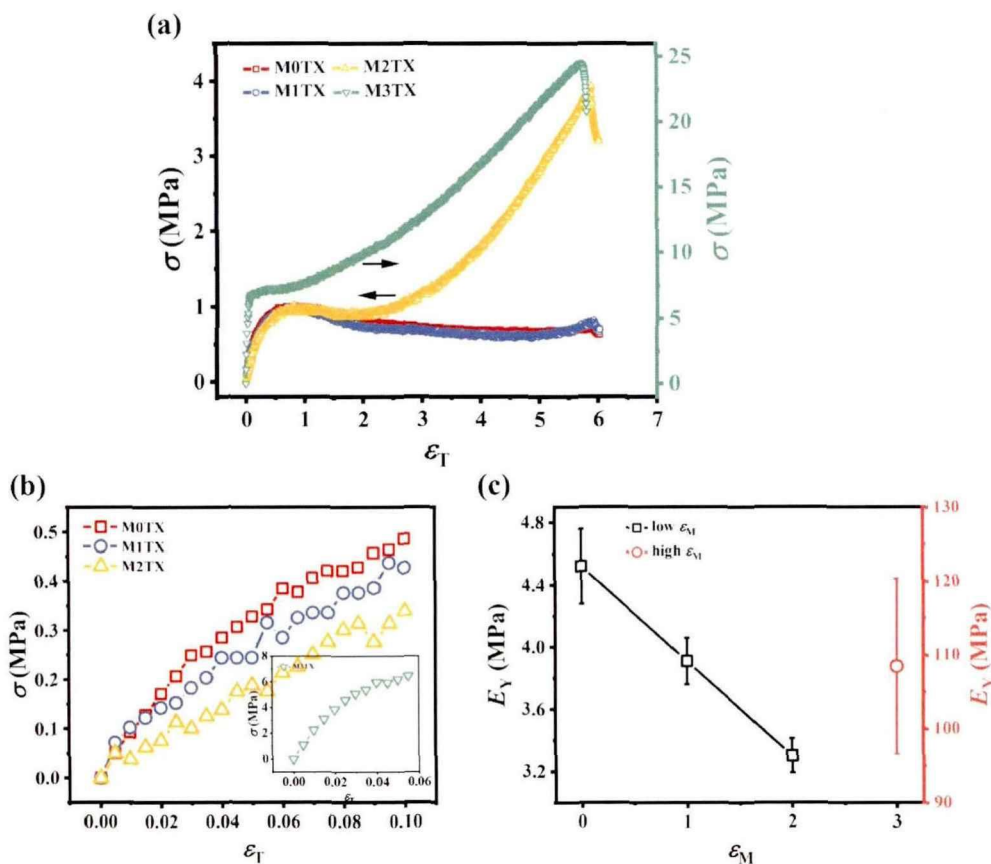 (a)
M0TX M2TX
M1TX M3TX
4
3
2
1
0
σ (MPa)
25
20
15
10
5
0
σ (MPa)
0 1 2 3 4 5 6 7
εT
(b)
M0TX
M1TX
M2TX
0.5
0.4
0.3
0.2
0.1
0.0
σ (MPa)
8
6
4
2
0
σ (MPa)
0.00 0.02 0.04 0.06
0.00 0.02 0.04 0.06 0.08 0.10
εT
(c)
low εM
high εM
4.8
4.4
4.0
3.6
3.2
EY (MPa)
130
120
110
100
90
EY (MPa)
0 1 2 3
εM